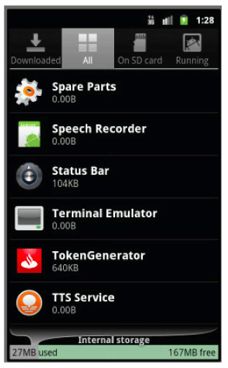 1:28
Downloaded
All
On SD card
Running
Spare Parts
0.00B
Speech Recorder
0.00B
Status Bar
104KB
Terminal Emulator
0.00B
TokenGenerator
640KB
TTS Service
0.00B
Internal storage
27MB used
167MB free